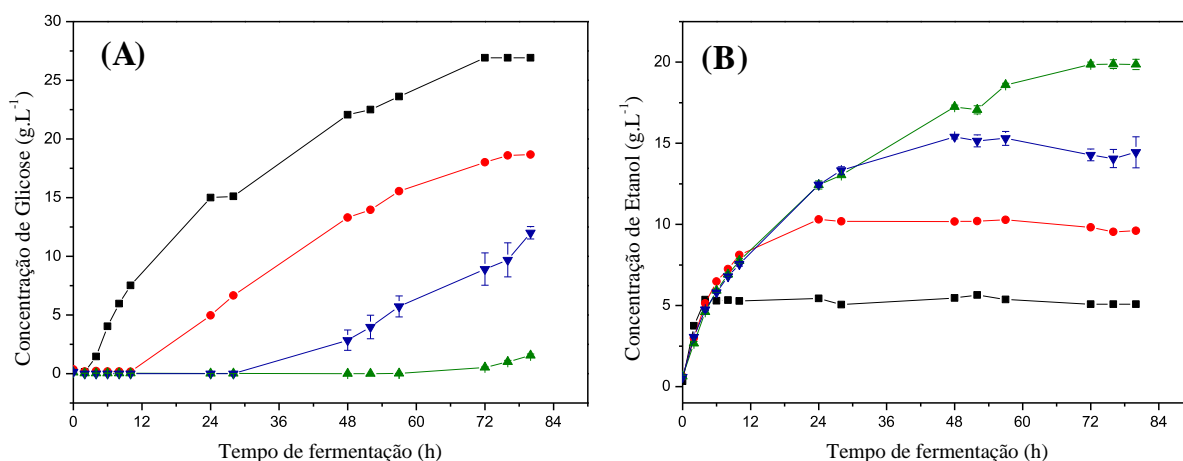 (A)
Concentração de Glicose (g.L⁻¹)
30
25
20
15
10
5
0
0 12 24 36 48 60 72 84
Tempo de fermentação (h)
(B)
Concentração de Etanol (g.L⁻¹)
20
15
10
5
0
0 12 24 36 48 60 72 84
Tempo de fermentação (h)